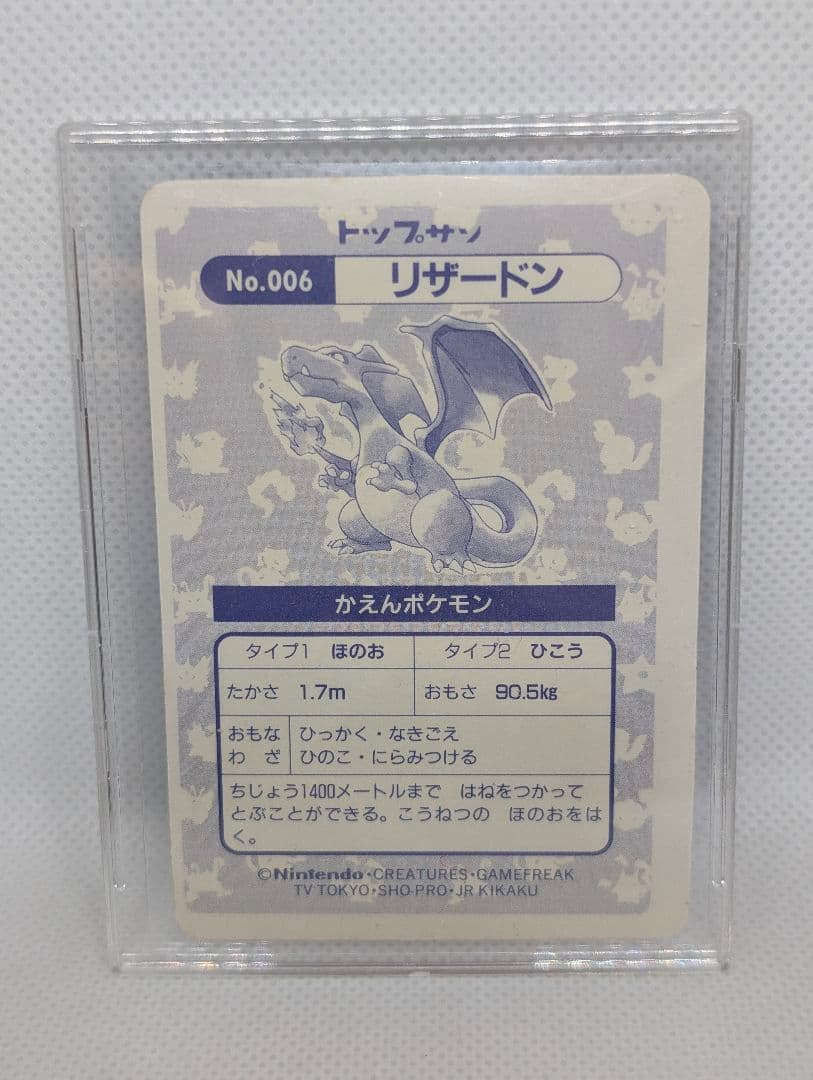 トップサン
No.006 リザードン
かえんポケモン
タイプ1 ほのお タイプ2 ひこう
たかさ 1.7m おもさ 90.5kg
おもな ひっかく・なきごえ
わ ざ ひのこ・にらみつける
ちじょう1400メートルまで はねをつかって
とぶことができる。こうねつの ほのおをは
く。
©Nintendo・CREATURES・GAMEFREAK
TV TOKYO・SHO-PRO・JR KIKAKU